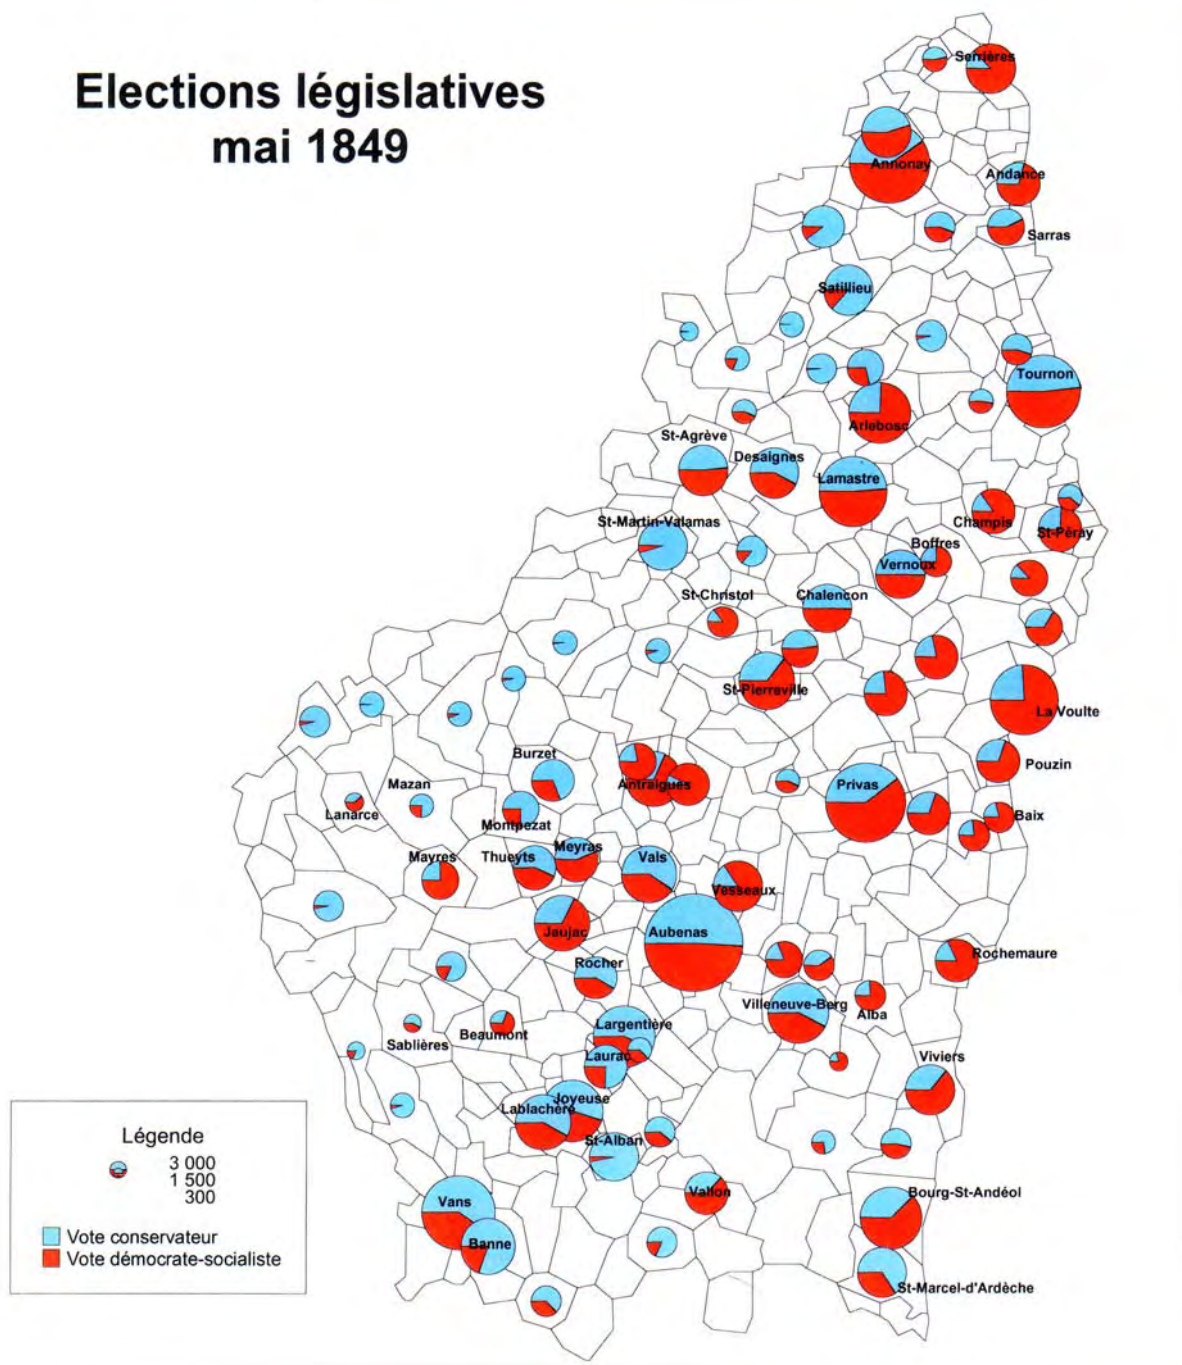 Elections législatives
mai 1849
Serrières
Annonay
Andance
Sarras
Satillieu
Tournon
Arlebosc
St-Agrève
Desaignes
Lamastre
St-Martin-Valamas
Champis
St-Péray
Boffres
Vernoux
St-Christol
Chalencon
St-Pierreville
La Voulte
Burzet
Pouzin
Mazan
Antraigues
Privas
Lanarce
Montpezat
Baix
Mayres
Thueyts
Meyras
Vals
Vesseaux
Jaujac
Aubenas
Rocher
Rochemaure
Villeneuve-Berg
Alba
Largentière
Beaumont
Sablières
Laurac
Viviers
Joyeuse
Lablachère
St-Alban
Vallon
Bourg-St-Andéol
Vans
Banne
St-Marcel-d'Ardèche
Légende
3 000
1 500
300
Vote conservateur
Vote démocrate-socialiste